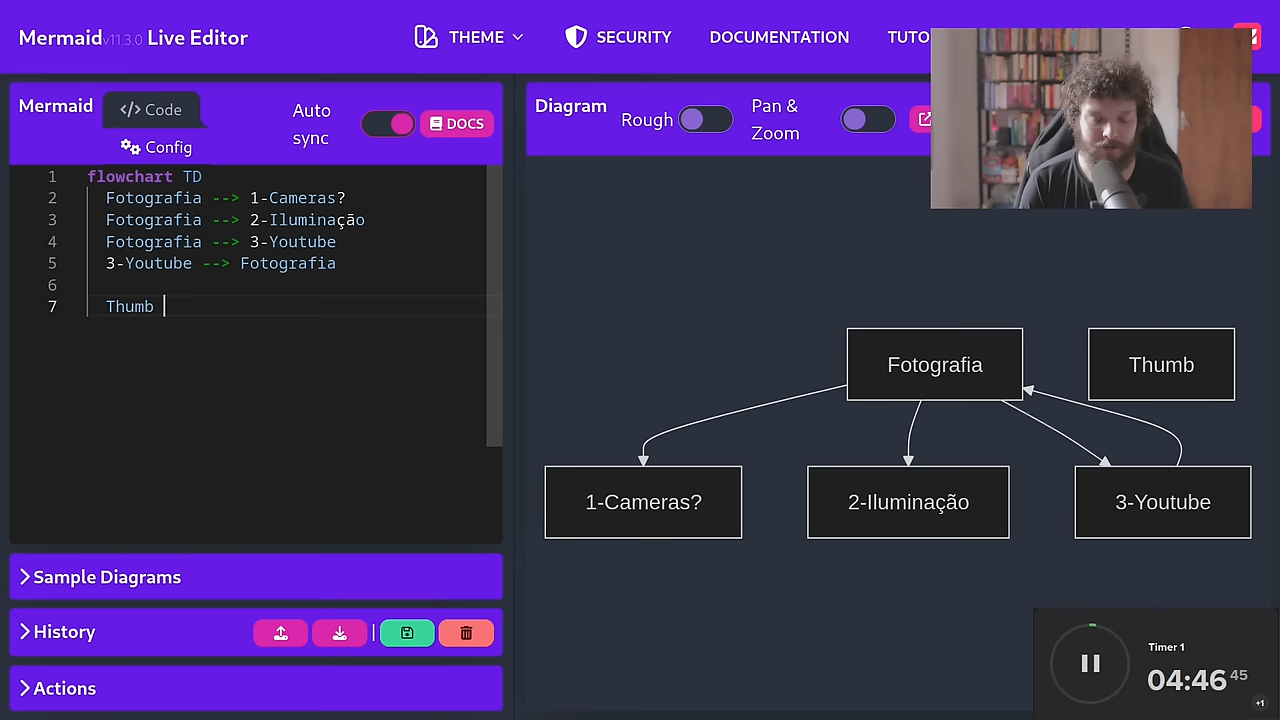 Mermaidv11.3.0 Live Editor
THEME
SECURITY
DOCUMENTATION
TUTO
Mermaid
Code
Config
Auto
sync
DOCS
1 flowchart TD
2 Fotografia --> 1-Cameras?
3 Fotografia --> 2-Iluminação
4 Fotografia --> 3-Youtube
5 3-Youtube --> Fotografia
6
7 Thumb
Sample Diagrams
History
Actions
Diagram
Rough
Pan &
Zoom
Fotografia
Thumb
1-Cameras?
2-Iluminação
3-Youtube
Timer 1
04:46 45
+1